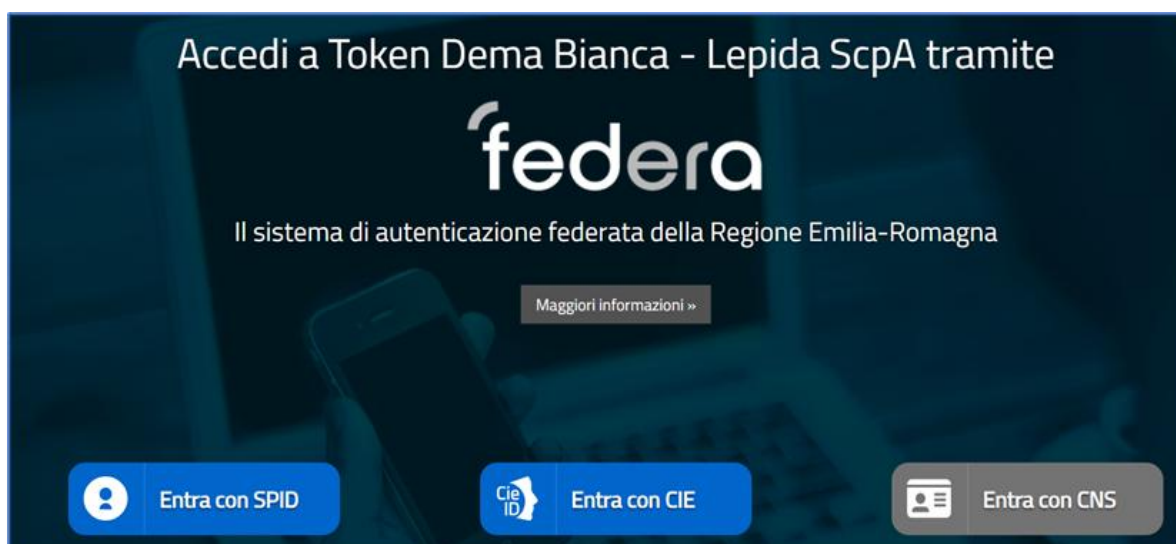 Accedi a Token Dema Bianca - Lepida ScpA tramite
federa
Il sistema di autenticazione federata della Regione Emilia-Romagna
Maggiori informazioni »
Entra con SPID
Cie ID
Entra con CIE
Entra con CNS